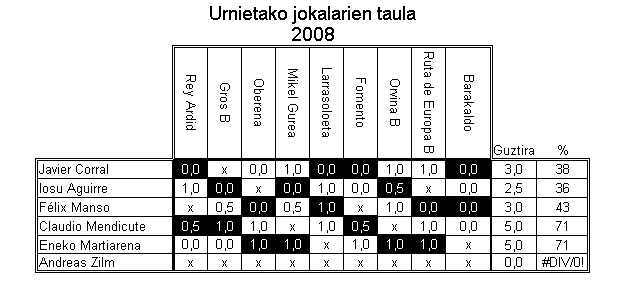 Urnietako jokalarien taula
2008
Rey Ardid Gros B Oberena Mikel Gurea Larrasoloeta Fomento Orvina B Ruta de Europa B Barakaldo Guztira %
Javier Corral 0,0 x 0,0 1,0 0,0 0,0 1,0 1,0 0,0 3,0 38
Iosu Aguirre 1,0 0,0 x 0,0 1,0 0,0 0,5 x x 2,5 36
Félix Manso x 0,5 0,0 0,5 1,0 x 1,0 0,0 0,0 3,0 43
Claudio Mendicute 0,5 1,0 1,0 x 1,0 0,5 x 1,0 0,0 5,0 71
Eneko Martiarena 0,0 0,0 1,0 1,0 x 1,0 1,0 1,0 x 5,0 71
Andreas Zilm x x x x x x x x x 0,0 #DIV/0!